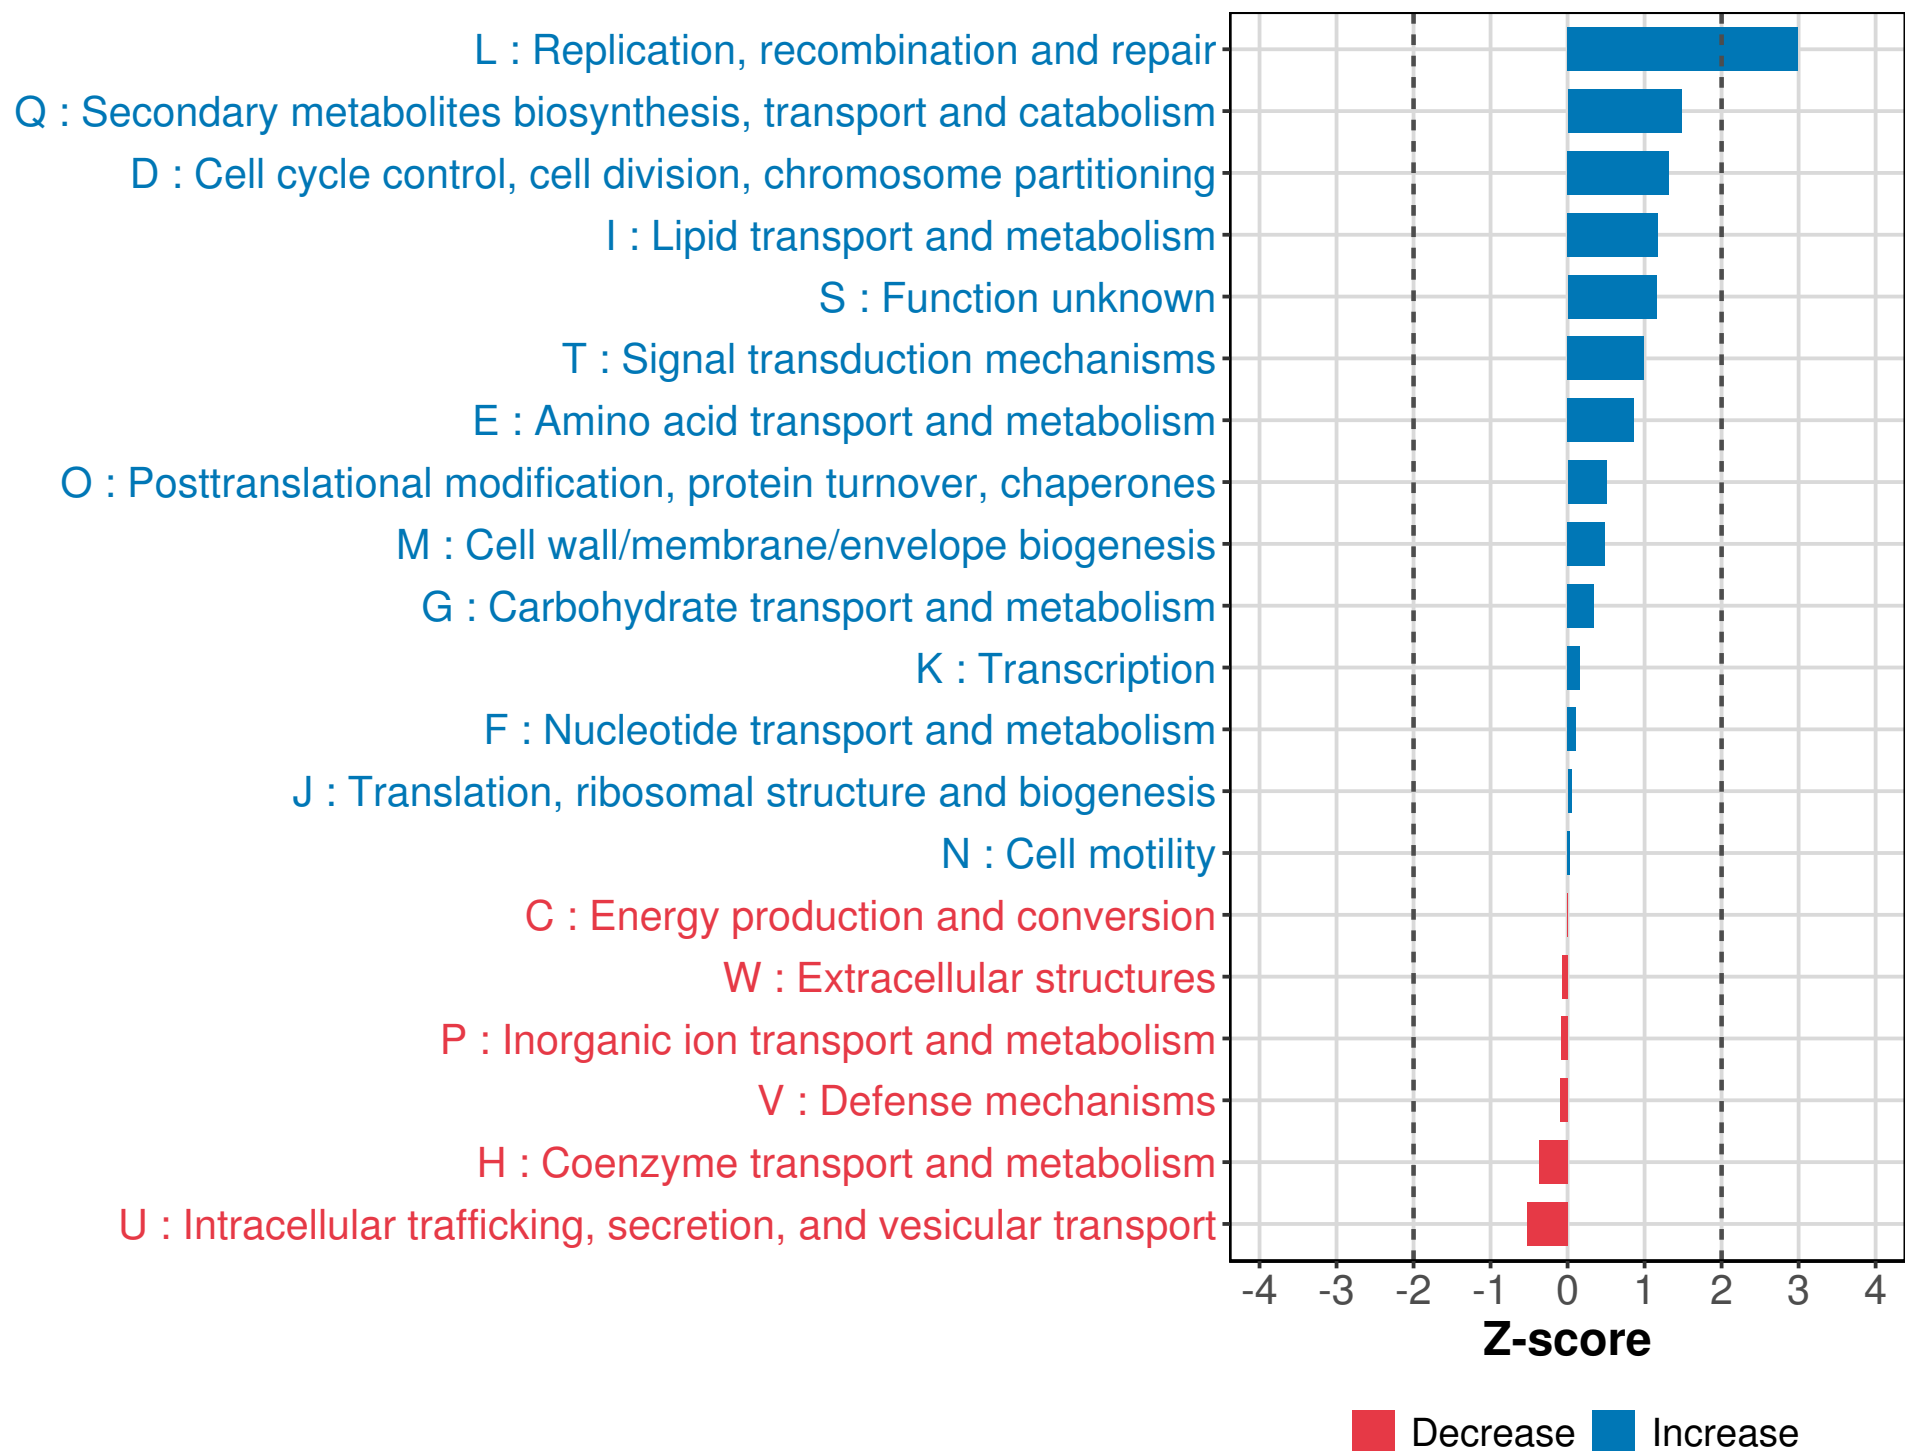 L : Replication, recombination and repair
Q : Secondary metabolites biosynthesis, transport and catabolism
D : Cell cycle control, cell division, chromosome partitioning
I : Lipid transport and metabolism
S : Function unknown
T : Signal transduction mechanisms
E : Amino acid transport and metabolism
O : Posttranslational modification, protein turnover, chaperones
M : Cell wall/membrane/envelope biogenesis
G : Carbohydrate transport and metabolism
K : Transcription
F : Nucleotide transport and metabolism
J : Translation, ribosomal structure and biogenesis
N : Cell motility
C : Energy production and conversion
W : Extracellular structures
P : Inorganic ion transport and metabolism
V : Defense mechanisms
H : Coenzyme transport and metabolism
U : Intracellular trafficking, secretion, and vesicular transport
-4 -3 -2 -1 0 1 2 3 4
Z-score
Decrease Increase